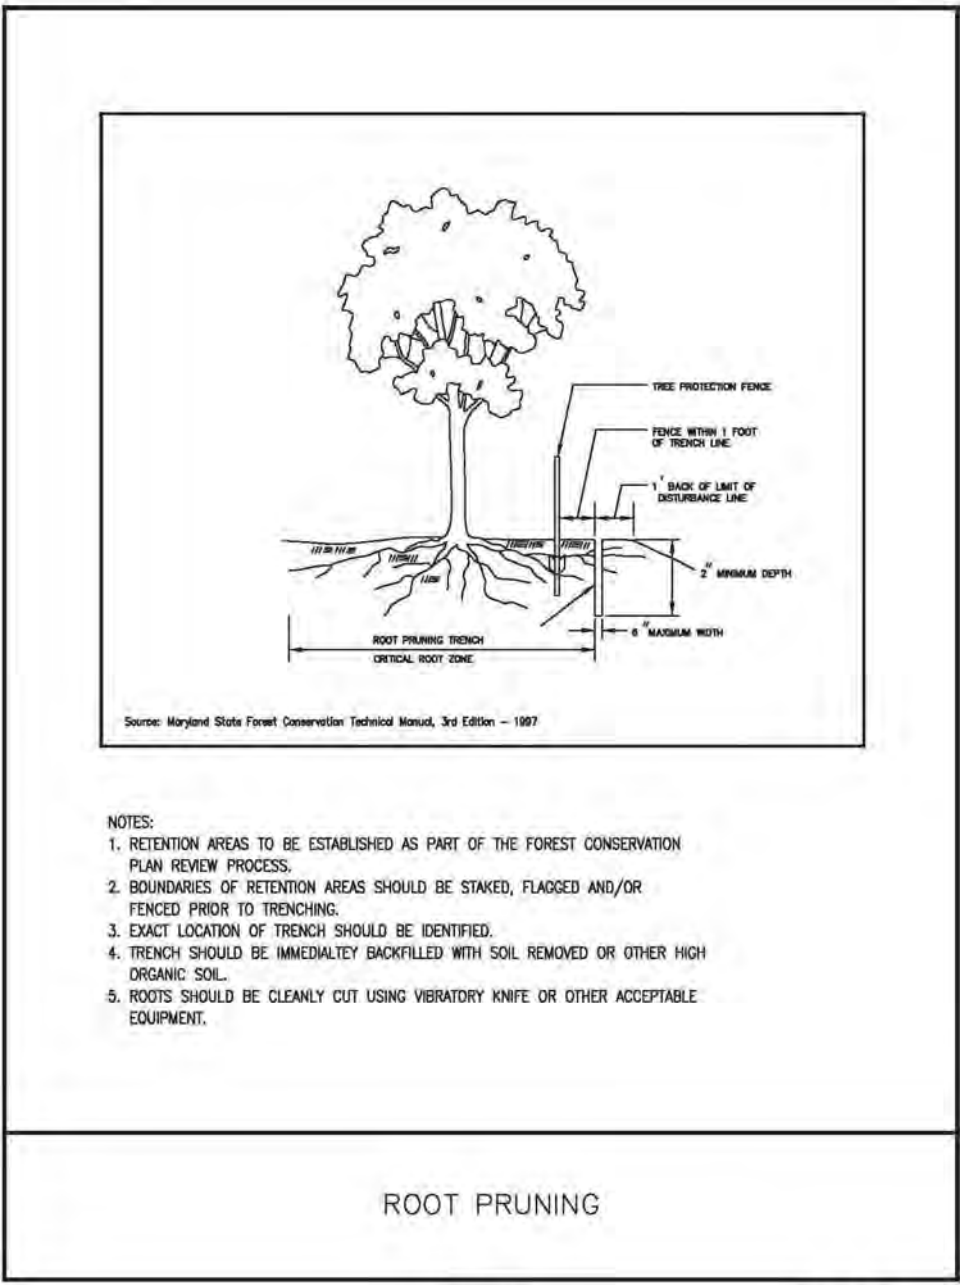 TREE PROTECTION FENCE
FENCE WITHIN 1 FOOT
OF TRENCH LINE
1' BACK OF LIMIT OF
DISTURBANCE LINE
2" MINIMUM DEPTH
6" MAXIMUM WIDTH
ROOT PRUNING TRENCH
CRITICAL ROOT ZONE
Source: Maryland State Forest Conservation Technical Manual, 3rd Edition – 1997
NOTES:
1. RETENTION AREAS TO BE ESTABLISHED AS PART OF THE FOREST CONSERVATION
PLAN REVIEW PROCESS.
2. BOUNDARIES OF RETENTION AREAS SHOULD BE STAKED, FLAGGED AND/OR
FENCED PRIOR TO TRENCHING.
3. EXACT LOCATION OF TRENCH SHOULD BE IDENTIFIED.
4. TRENCH SHOULD BE IMMEDIALTEY BACKFILLED WITH SOIL REMOVED OR OTHER HIGH
ORGANIC SOIL.
5. ROOTS SHOULD BE CLEANLY CUT USING VIBRATORY KNIFE OR OTHER ACCEPTABLE
EQUIPMENT.
ROOT PRUNING